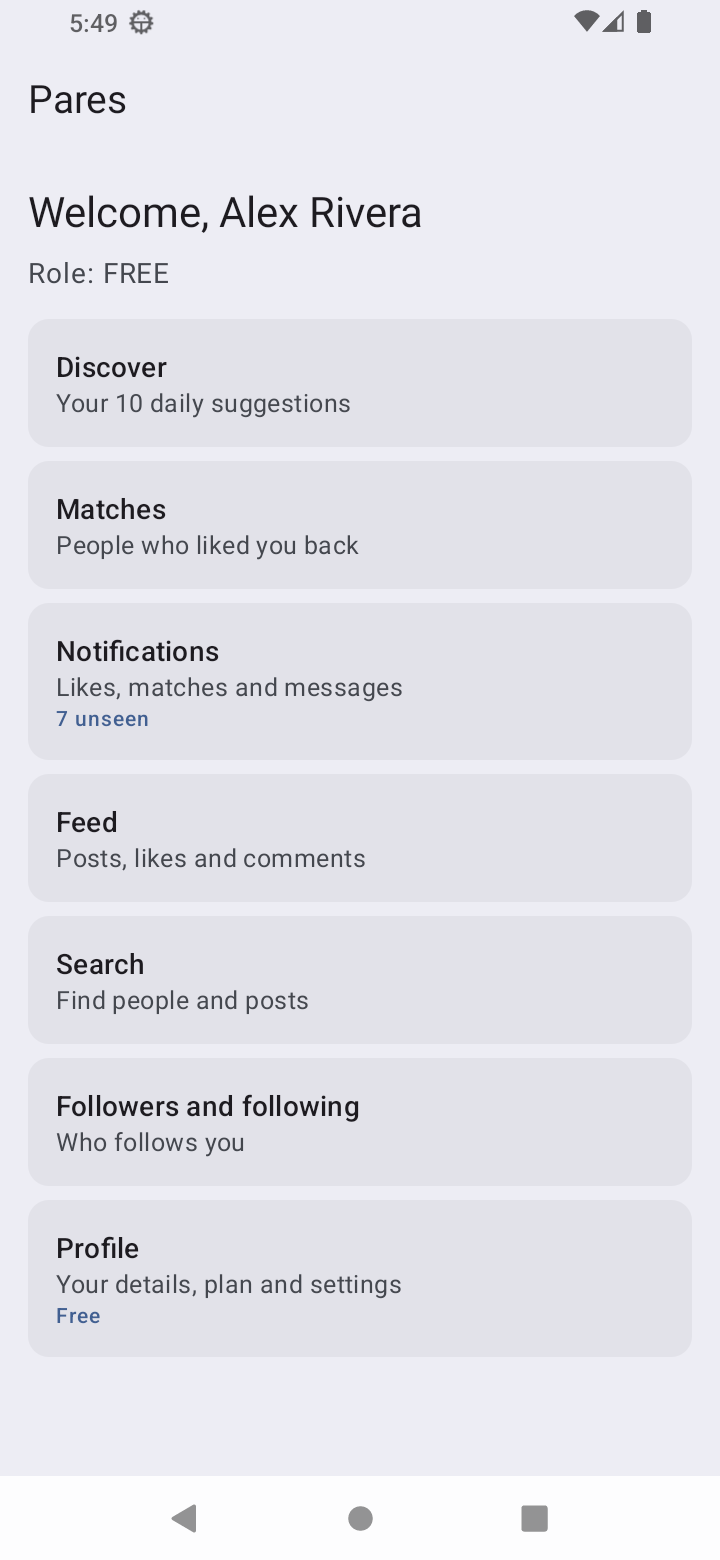 5:49
Pares
Welcome, Alex Rivera
Role: FREE
Discover
Your 10 daily suggestions
Matches
People who liked you back
Notifications
Likes, matches and messages
7 unseen
Feed
Posts, likes and comments
Search
Find people and posts
Followers and following
Who follows you
Profile
Your details, plan and settings
Free